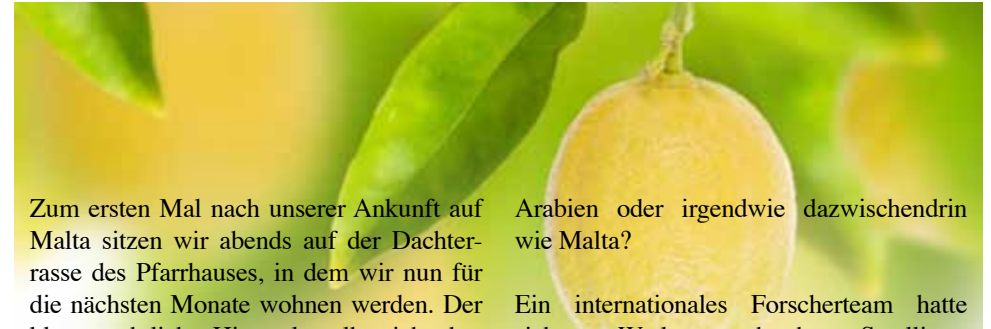 Zum ersten Mal nach unserer Ankunft auf
Malta sitzen wir abends auf der Dachter-
rasse des Pfarrhauses, in dem wir nun für
die nächsten Monate wohnen werden. Der
Arabien oder irgendwie dazwischendrin
wie Malta?
Ein internationales Forscherteam hatte